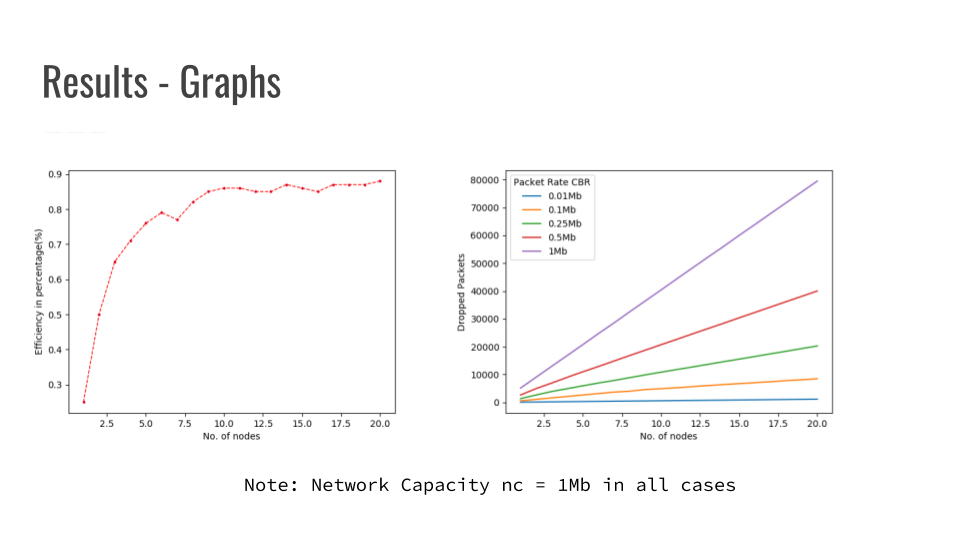 Results - Graphs
Efficiency in percentage(%)
0.9
0.8
0.7
0.6
0.5
0.4
0.3
2.5 5.0 7.5 10.0 12.5 15.0 17.5 20.0
No. of nodes
Dropped Packets
80000
70000
60000
50000
40000
30000
20000
10000
0
Packet Rate CBR
0.01Mb
0.1Mb
0.25Mb
0.5Mb
1Mb
2.5 5.0 7.5 10.0 12.5 15.0 17.5 20.0
No. of nodes
Note: Network Capacity nc = 1Mb in all cases